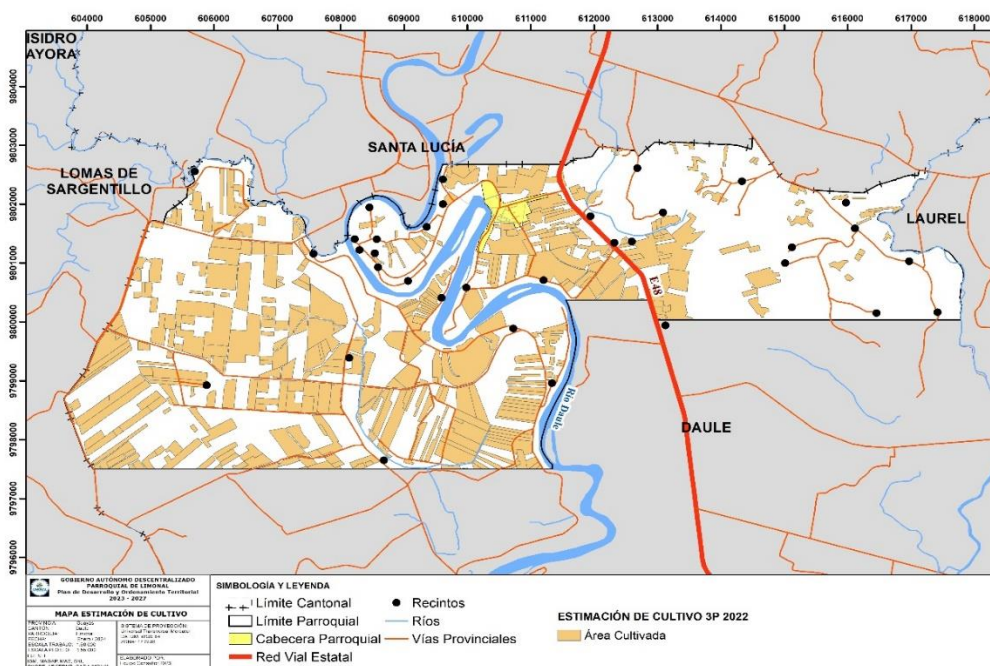 604000 605000 606000 607000 608000 609000 610000 611000 612000 613000 614000 615000 616000 617000 618000
ISIDRO
AYORA
9804000
9803000
9802000
9801000
9800000
9799000
9798000
9797000
9796000
SANTA LUCÍA
LOMAS DE
SARGENTILLO
LAUREL
E48
Río Daule
DAULE
GOBIERNO AUTÓNOMO DESCENTRALIZADO
PARROQUIAL DE LIMONAL
Plan de Desarrollo y Ordenamiento Territorial
2023 - 2027
MAPA ESTIMACIÓN DE CULTIVO
SIMBOLOGÍA Y LEYENDA
Límite Cantonal
Límite Parroquial
Cabecera Parroquial
Red Vial Estatal
Recintos
Ríos
Vías Provinciales
ESTIMACIÓN DE CULTIVO 3P 2022
Área Cultivada